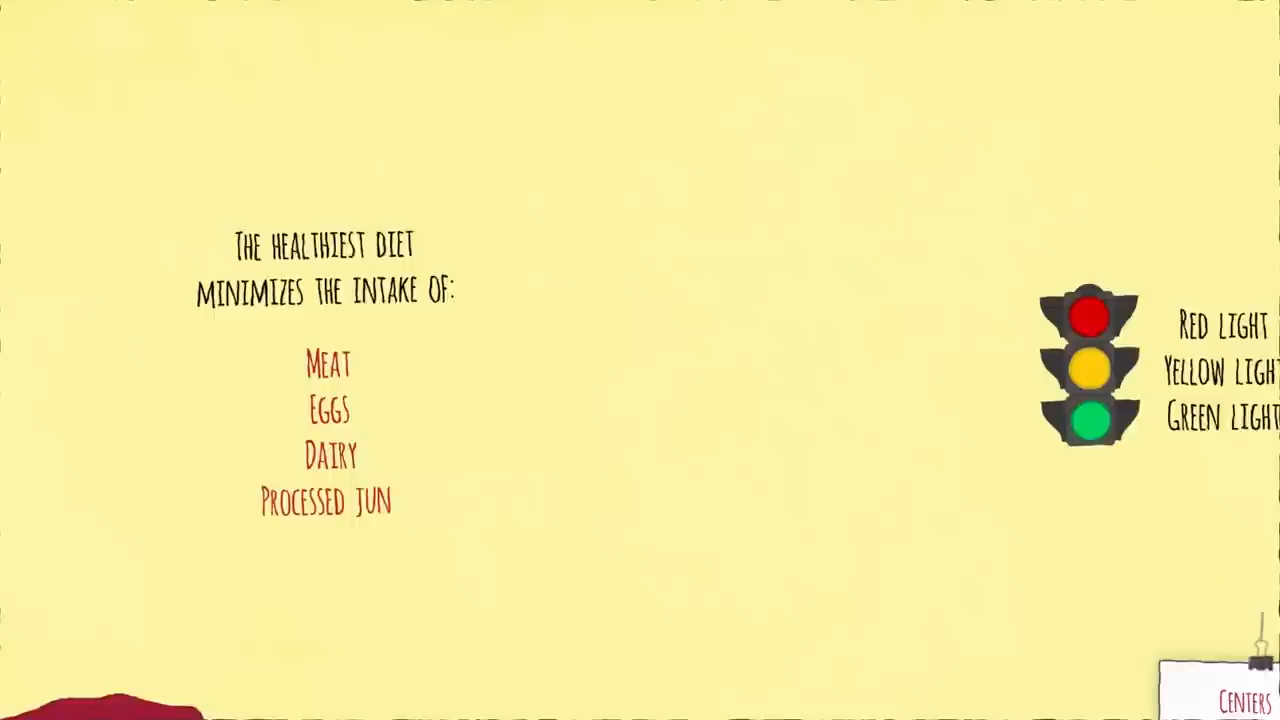 The healthiest diet
minimizes the intake of:
Meat
Eggs
Dairy
Processed jun
Red light
Yellow ligh
Green light
Centers